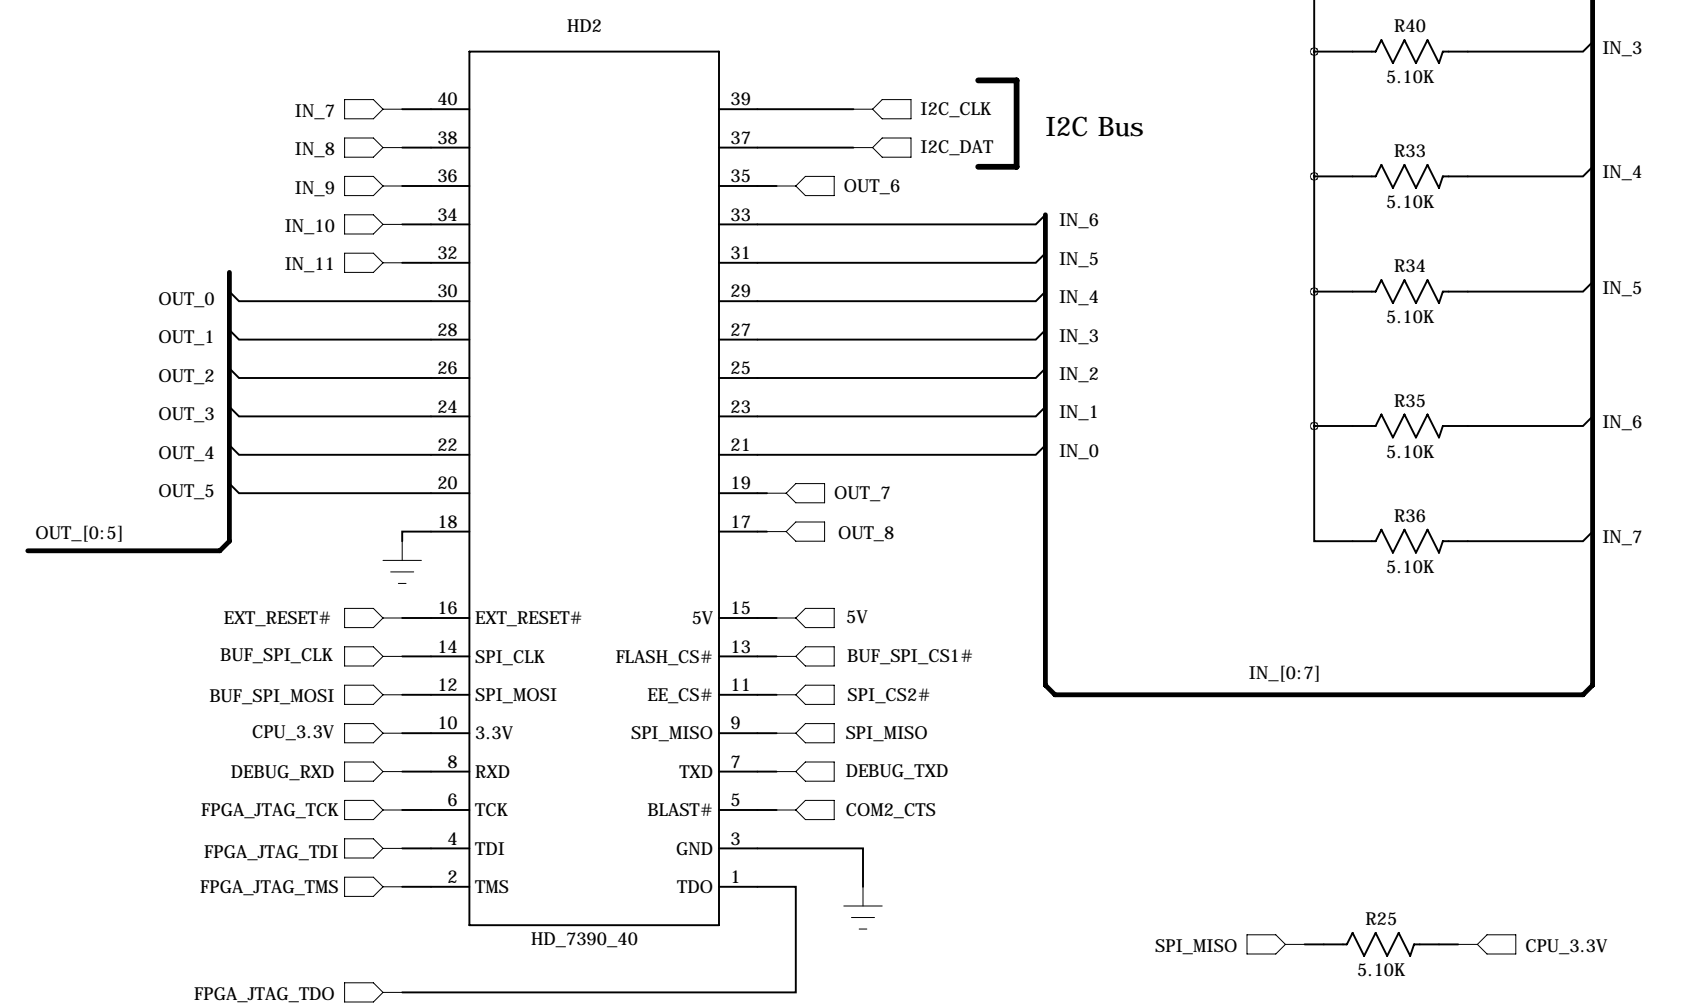 HD2
R40
IN_3
5.10K
IN_7 40 39 I2C_CLK
I2C Bus
IN_8 38 37 I2C_DAT
R33
IN_4
5.10K
IN_9 36 35 OUT_6
IN_10 34 33 IN_6
IN_11 32 31 IN_5
R34
IN_5
5.10K
OUT_0 30 29 IN_4
OUT_1 28 27 IN_3
OUT_2 26 25 IN_2
R35
IN_6
5.10K
OUT_3 24 23 IN_1
OUT_4 22 21 IN_0
OUT_5 20 19 OUT_7
OUT_[0:5]
18 17 OUT_8
R36
IN_7
5.10K
EXT_RESET# 16 EXT_RESET# 5V 15 5V
BUF_SPI_CLK 14 SPI_CLK FLASH_CS# 13 BUF_SPI_CS1#
IN_[0:7]
BUF_SPI_MOSI 12 SPI_MOSI EE_CS# 11 SPI_CS2#
CPU_3.3V 10 3.3V SPI_MISO 9 SPI_MISO
DEBUG_RXD 8 RXD TXD 7 DEBUG_TXD
FPGA_JTAG_TCK 6 TCK BLAST# 5 COM2_CTS
FPGA_JTAG_TDI 4 TDI GND 3
FPGA_JTAG_TMS 2 TMS TDO 1
HD_7390_40
R25
SPI_MISO CPU_3.3V
5.10K
FPGA_JTAG_TDO